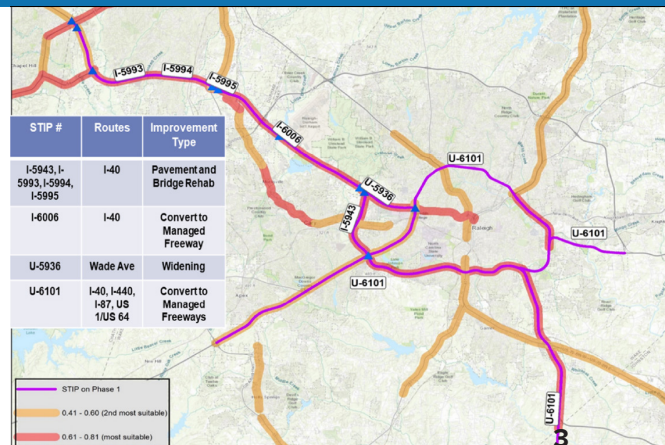 I-5993
I-5994
I-5995
I-6006
U-5936
I-5943
U-6101
U-6101
U-6101
U-6101
Raleigh
STIP # Routes Improvement Type
I-5943, I-5993, I-5994, I-5995 I-40 Pavement and Bridge Rehab
I-6006 I-40 Convert to Managed Freeway
U-5936 Wade Ave Widening
U-6101 I-40, I-440, I-87, US 1/US 64 Convert to Managed Freeways
STIP on Phase 1
0.41 - 0.60 (2nd most suitable)
0.61 - 0.81 (most suitable)
3